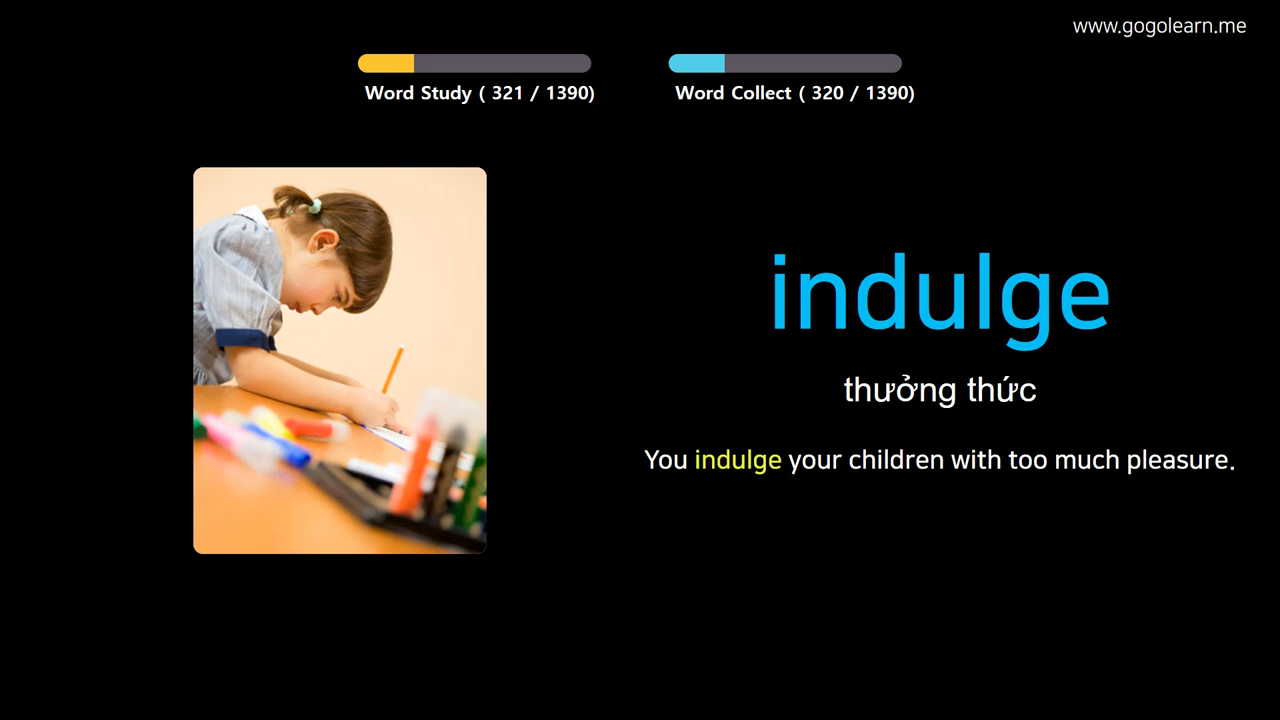 www.gogolearn.me
Word Study ( 321 / 1390)
Word Collect ( 320 / 1390)
indulge
thưởng thức
You indulge your children with too much pleasure.